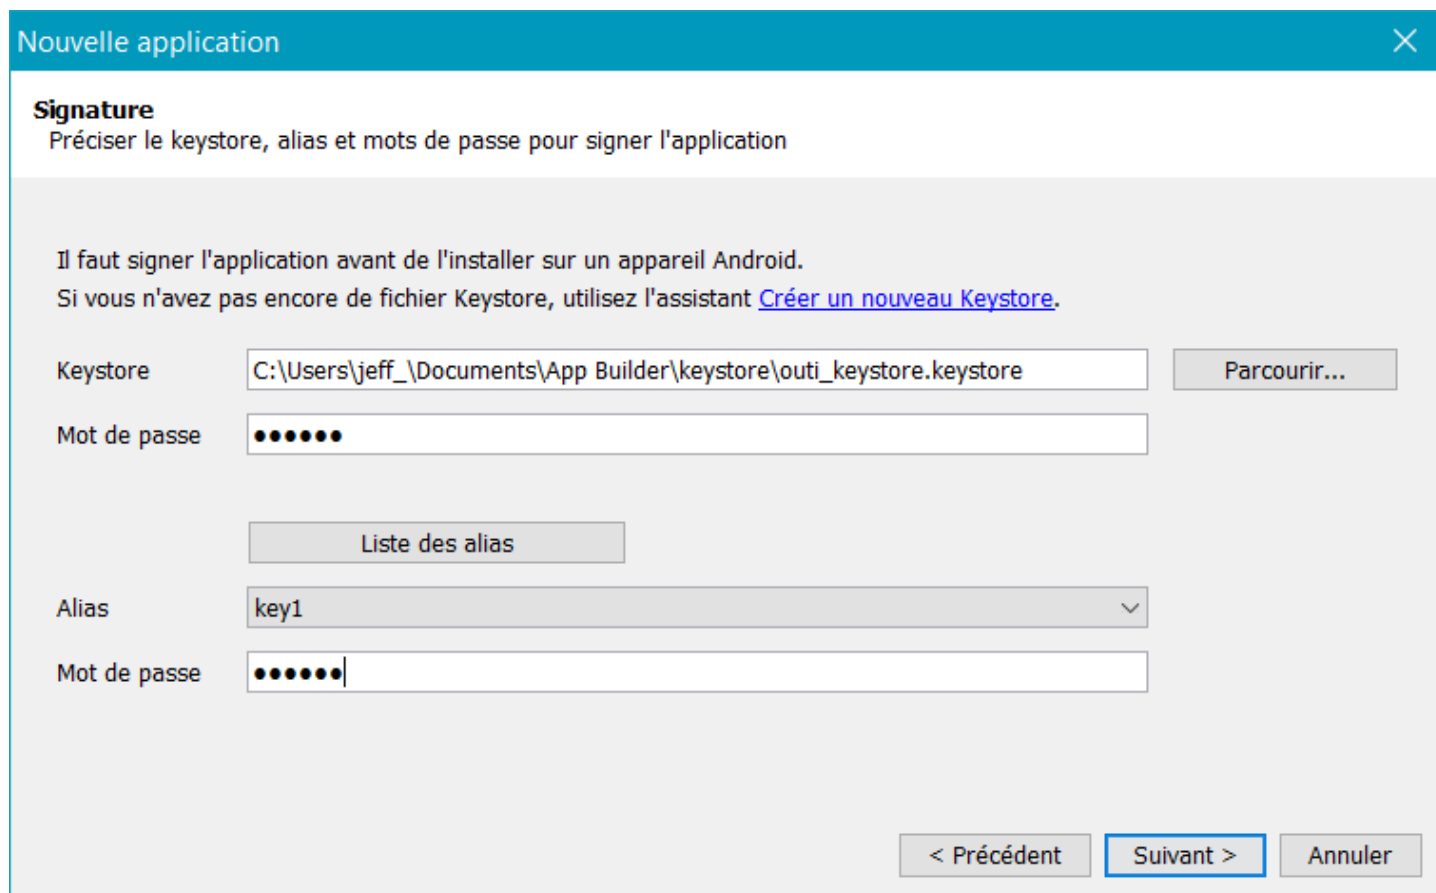 Nouvelle application
Signature
Préciser le keystore, alias et mots de passe pour signer l'application
Il faut signer l'application avant de l'installer sur un appareil Android.
Si vous n'avez pas encore de fichier Keystore, utilisez l'assistant Créer un nouveau Keystore.
Keystore C:\Users\jeff_\Documents\App Builder\keystore\outi_keystore.keystore Parcourir...
Mot de passe ●●●●●●
Liste des alias
Alias key1
Mot de passe ●●●●●●
< Précédent Suivant > Annuler